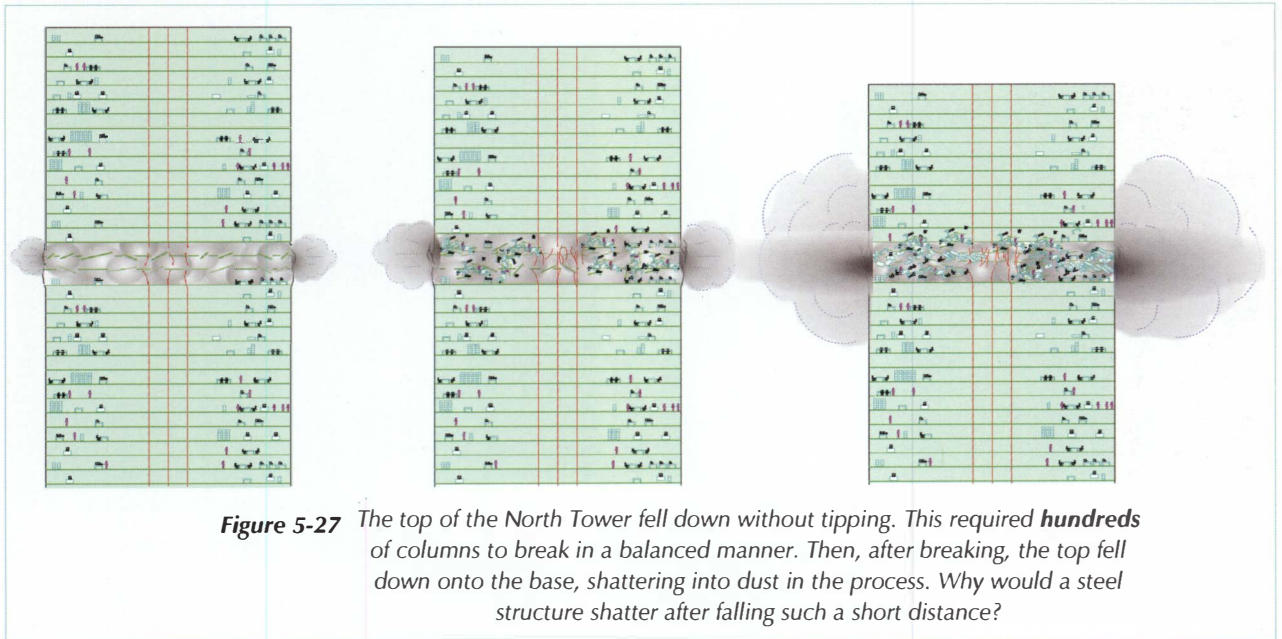 Figure 5-27 The top of the North Tower fell down without tipping. This required hundreds
of columns to break in a balanced manner. Then, after breaking, the top fell
down onto the base, shattering into dust in the process. Why would a steel
structure shatter after falling such a short distance?